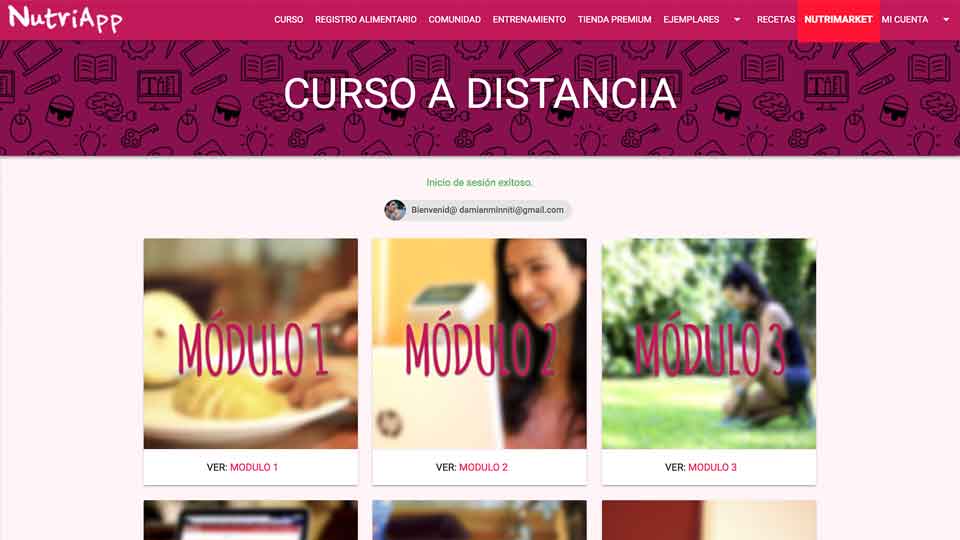 NutriApp
CURSO REGISTRO ALIMENTARIO COMUNIDAD ENTRENAMIENTO TIENDA PREMIUM EJEMPLARES RECETAS NUTRIMARKET MI CUENTA
CURSO A DISTANCIA
Inicio de sesión exitoso.
Bienvenid@ damianminniti@gmail.com
MÓDULO 1
MÓDULO 2
MÓDULO 3
VER: MODULO 1
VER: MODULO 2
VER: MODULO 3